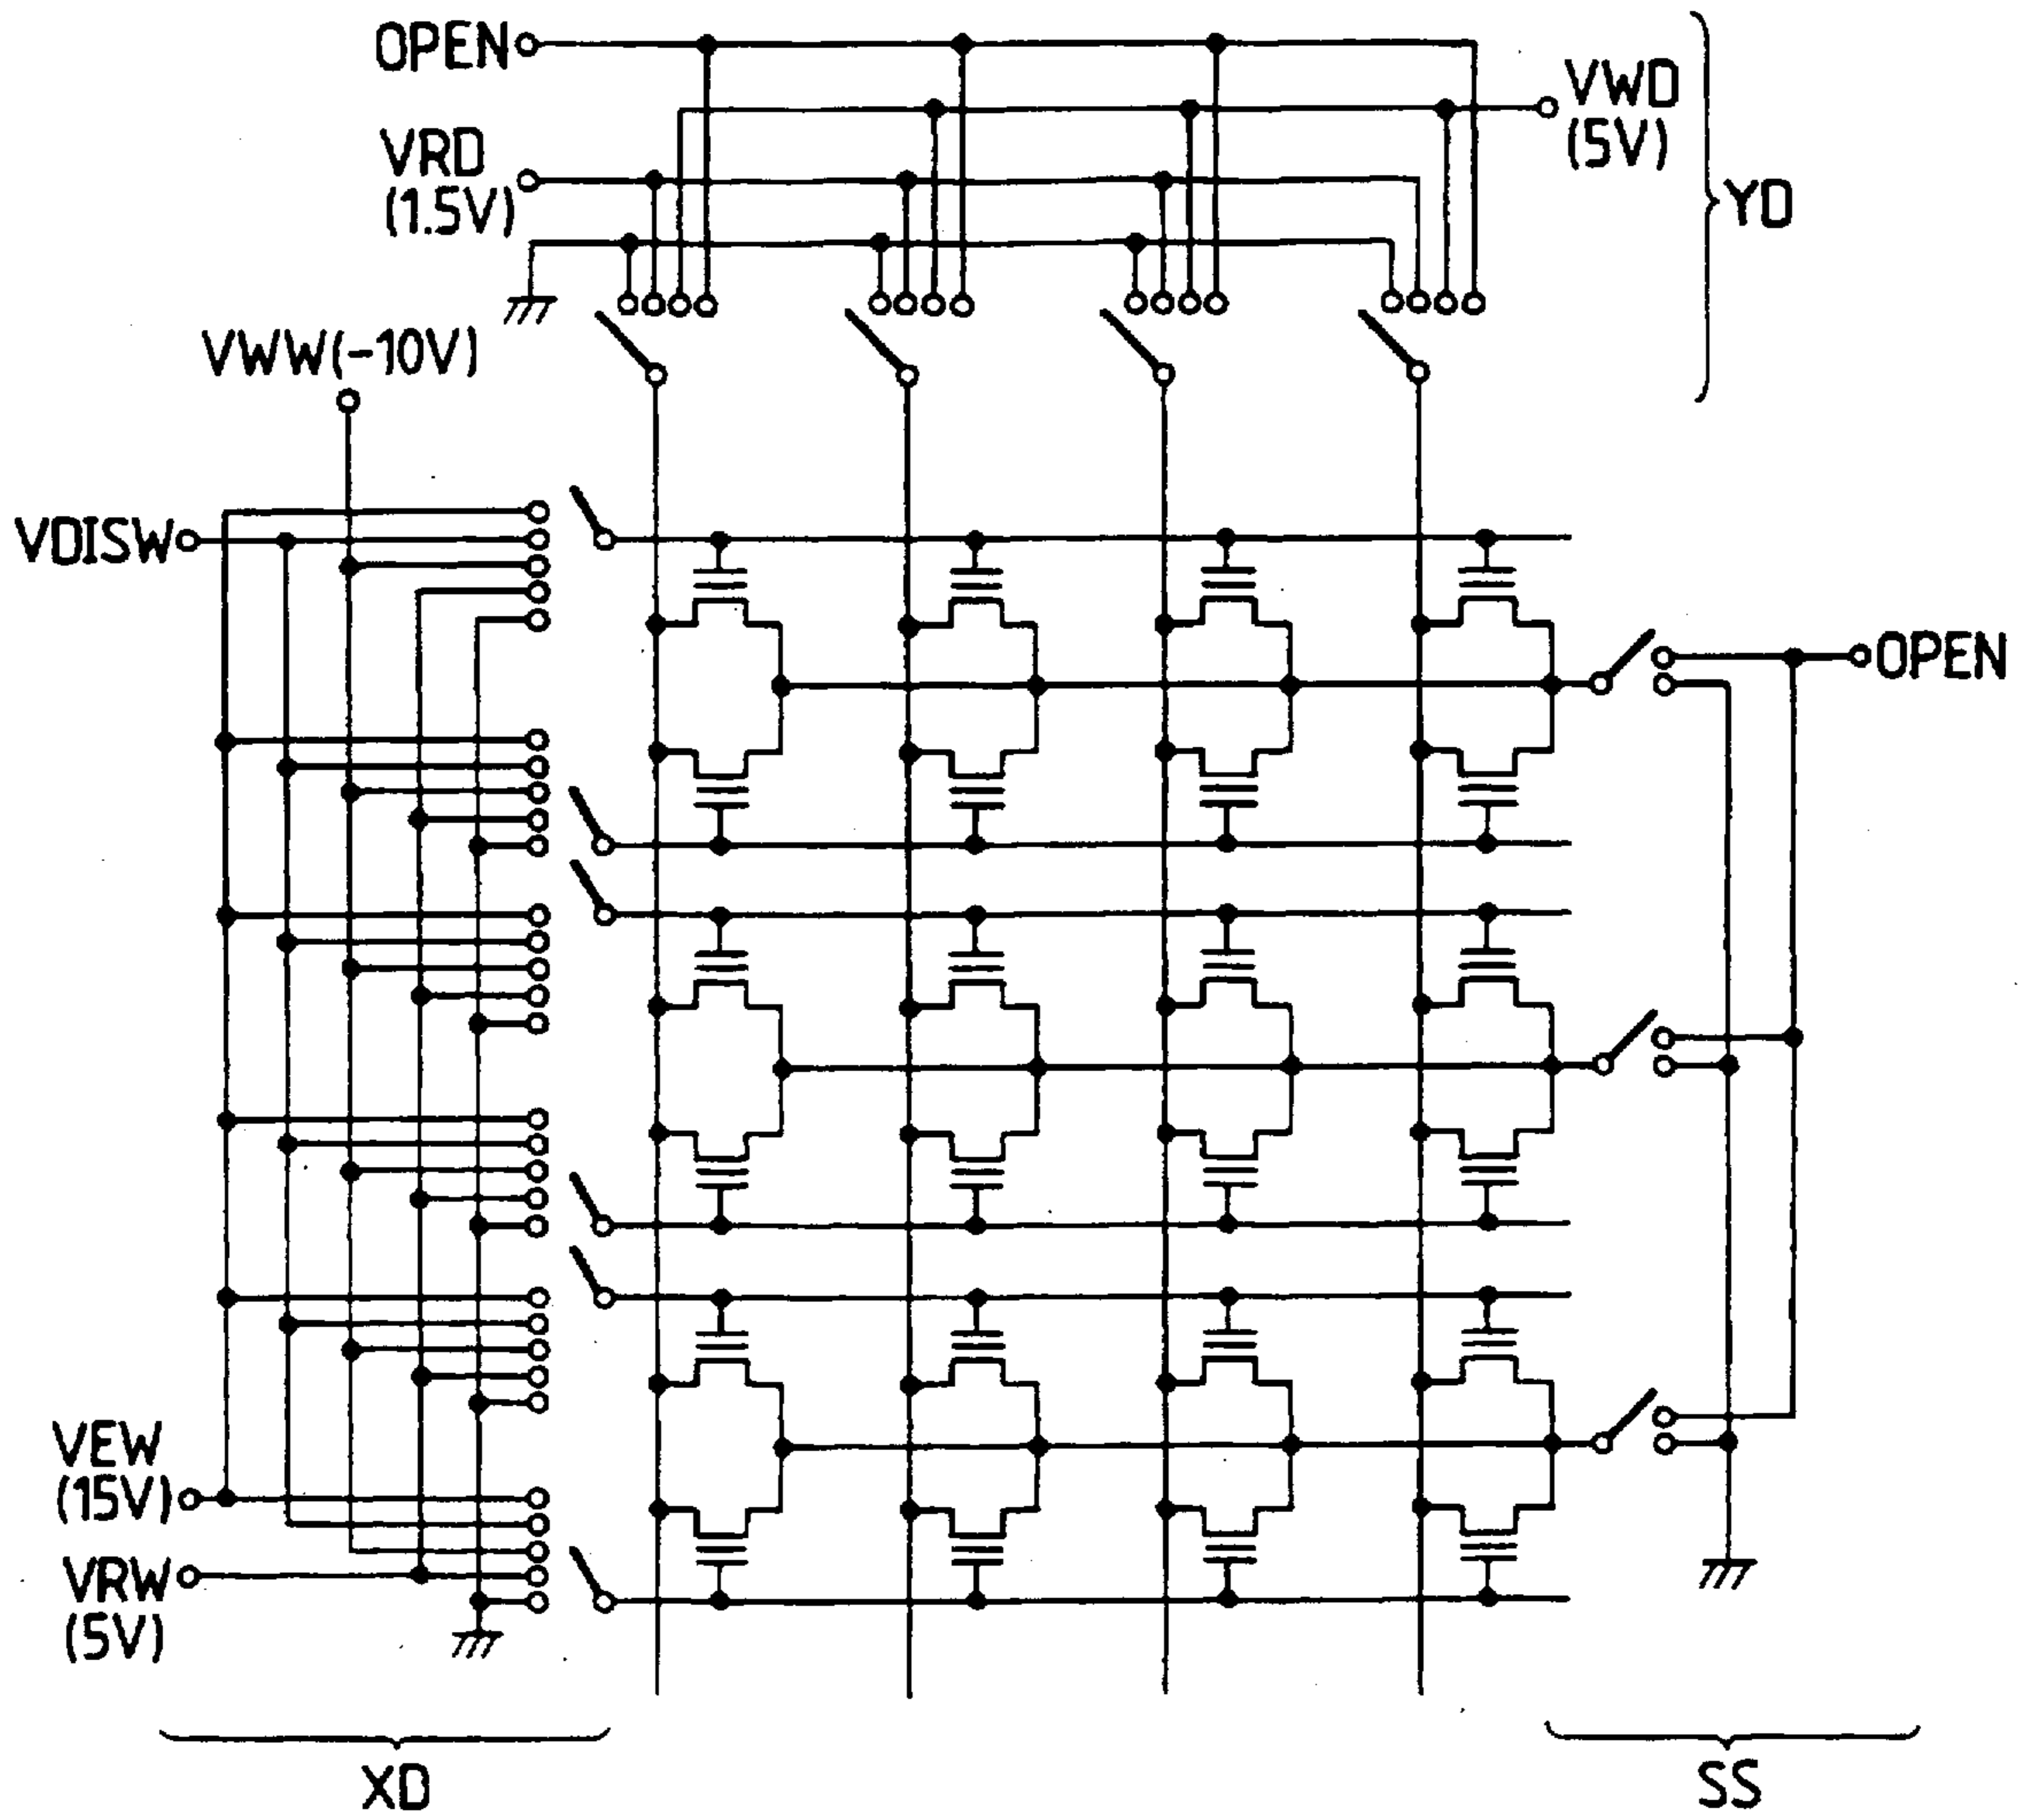 OPEN
VWD
(5V)
VRD
(1.5V)
YD
VWW(-10V)
VDISW
OPEN
VEW
(15V)
VRW
(5V)
XD
SS